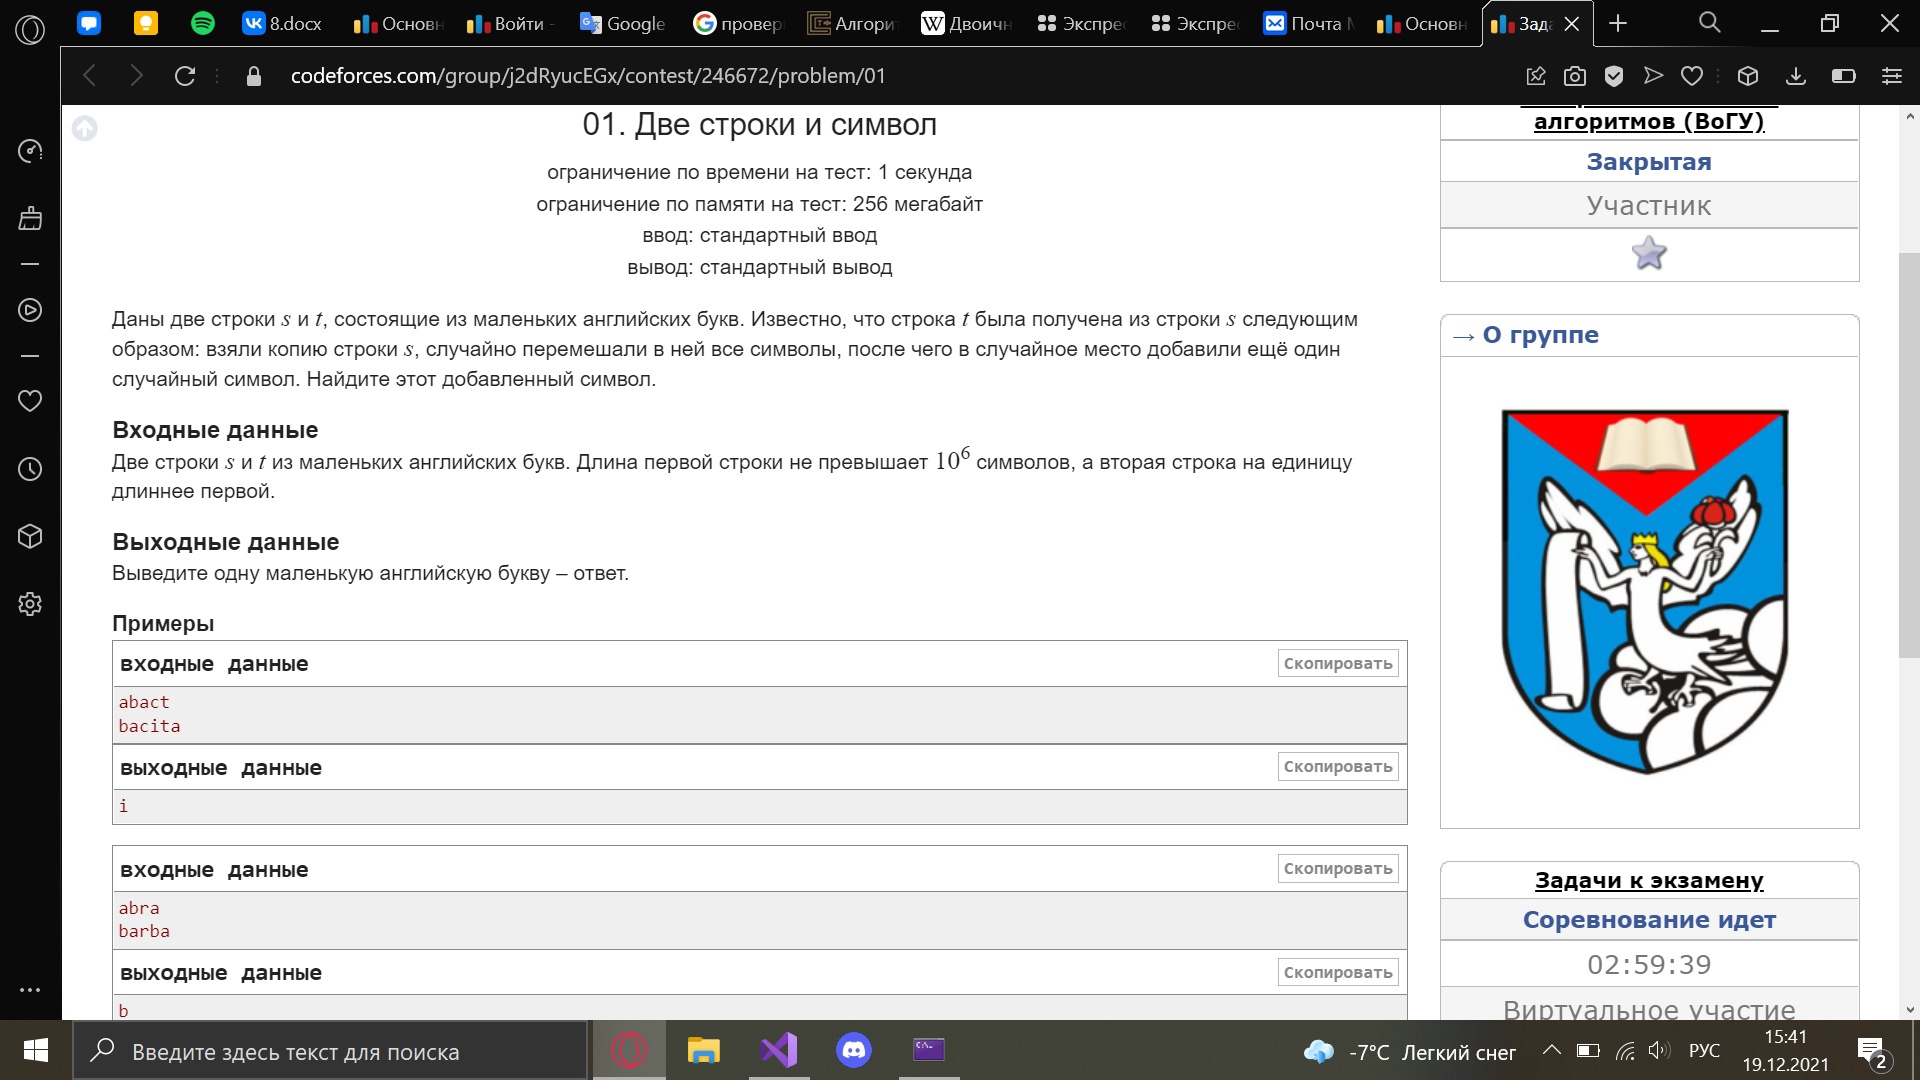 8.docx
Основн
Войти -
Google
провер
Алгори
Двоичн
Экспре
Экспре
Почта
Основн
Зада
codeforces.com/group/j2dRyucEGx/contest/246672/problem/01
01. Две строки и символ
ограничение по времени на тест: 1 секунда
ограничение по памяти на тест: 256 мегабайт
ввод: стандартный ввод
вывод: стандартный вывод
Даны две строки s и t, состоящие из маленьких английских букв. Известно, что строка t была получена из строки s следующим
образом: взяли копию строки s, случайно перемешали в ней все символы, после чего в случайное место добавили ещё один
случайный символ. Найдите этот добавленный символ.
Входные данные
Две строки s и t из маленьких английских букв. Длина первой строки не превышает 10^6 символов, а вторая строка на единицу
длиннее первой.
Выходные данные
Выведите одну маленькую английскую букву – ответ.
Примеры
входные данные
Скопировать
abact
bacita
выходные данные
Скопировать
i
входные данные
Скопировать
abra
barba
выходные данные
Скопировать
b
алгоритмов (ВоГУ)
Закрытая
Участник
→ О группе
Задачи к экзамену
Соревнование идет
02:59:39
Виртуальное участие
Введите здесь текст для поиска
-7°C Легкий снег
РУС
15:41
19.12.2021
2